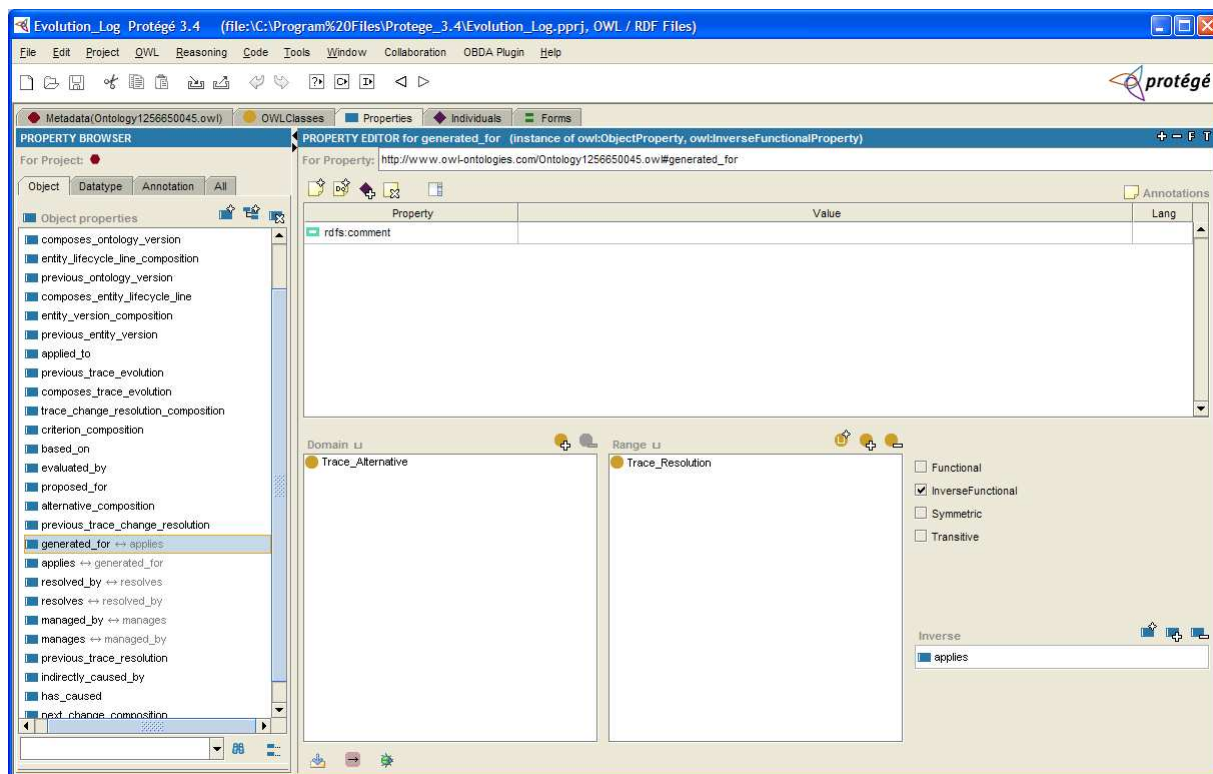 Evolution_Log Protégé 3.4 (file:\C:\Program%20Files\Protege_3.4\Evolution_Log.pprj, OWL / RDF Files)
File Edit Project OWL Reasoning Code Tools Window Collaboration OBDA Plugin Help
protégé
Metadata(Ontology1256650045.owl) OWLClasses Properties Individuals Forms
PROPERTY BROWSER
For Project:
Object Datatype Annotation All
Object properties
composes_ontology_version
entity_lifecycle_line_composition
previous_ontology_version
composes_entity_lifecycle_line
entity_version_composition
previous_entity_version
applied_to
previous_trace_evolution
composes_trace_evolution
trace_change_resolution_composition
criterion_composition
based_on
evaluated_by
proposed_for
alternative_composition
previous_trace_change_resolution
generated_for ↔ applies
applies ↔ generated_for
resolved_by ↔ resolves
resolves ↔ resolved_by
managed_by ↔ manages
manages ↔ managed_by
previous_trace_resolution
indirectly_caused_by
has_caused
next_change_composition
PROPERTY EDITOR for generated_for (instance of owl:ObjectProperty, owl:InverseFunctionalProperty)
F T
For Property: http://www.owl-ontologies.com/Ontology1256650045.owl#generated_for
Annotations
Property Value Lang
rdfs:comment
Domain ⊔
Trace_Alternative
Range ⊔
Trace_Resolution
Functional
InverseFunctional
Symmetric
Transitive
Inverse
applies